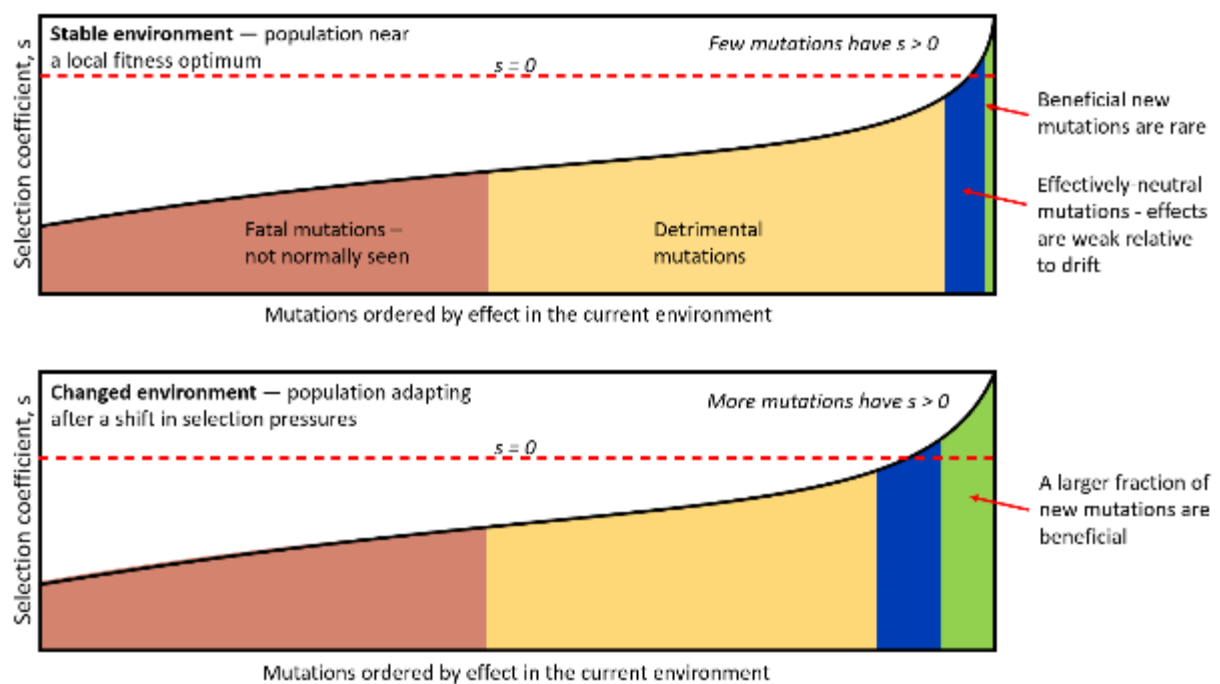 Stable environment — population near
a local fitness optimum
Few mutations have s > 0
s = 0
Selection coefficient, s
Fatal mutations –
not normally seen
Detrimental
mutations
Beneficial new
mutations are rare
Effectively-neutral
mutations - effects
are weak relative
to drift
Mutations ordered by effect in the current environment
Changed environment — population adapting
after a shift in selection pressures
More mutations have s > 0
s = 0
Selection coefficient, s
A larger fraction of
new mutations are
beneficial
Mutations ordered by effect in the current environment